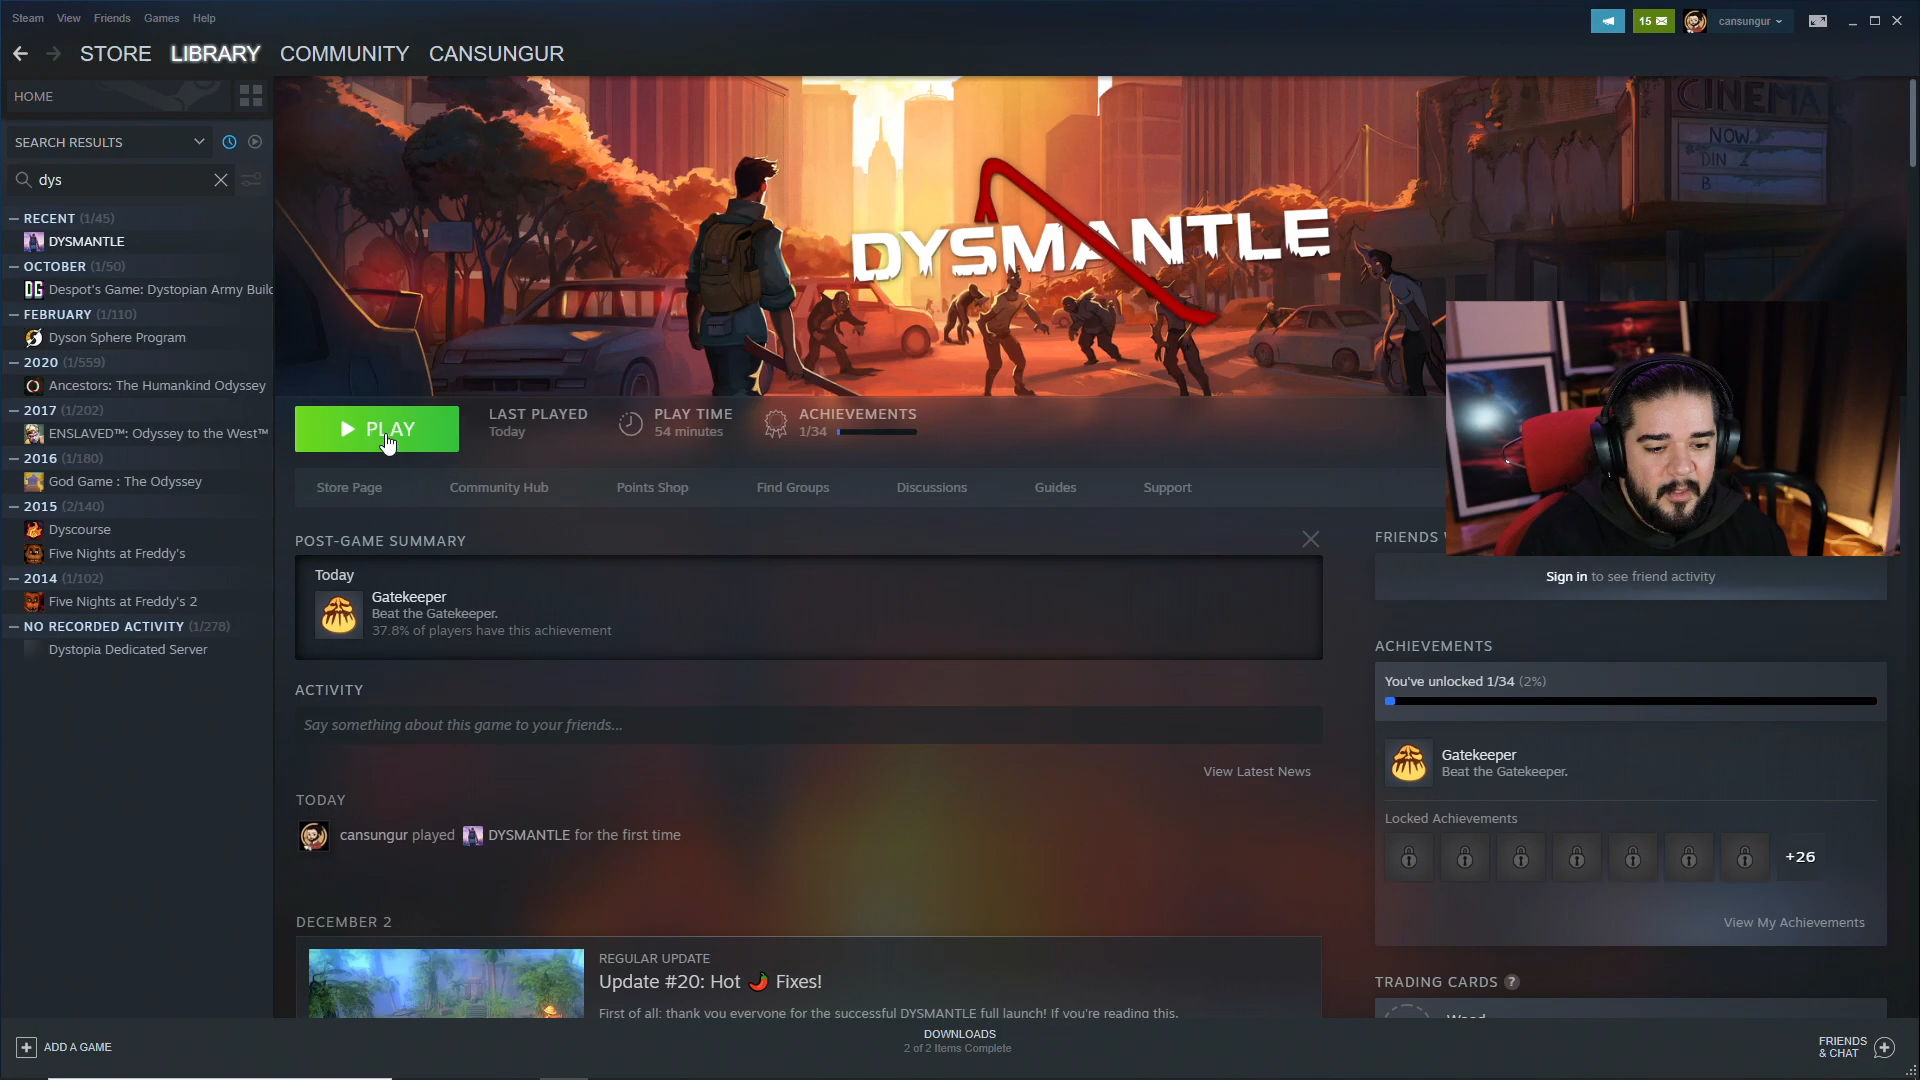 Steam View Friends Games Help
15
cansungur
STORE LIBRARY COMMUNITY CANSUNGUR
HOME
SEARCH RESULTS
dys
RECENT (1/45)
DYSMANTLE
OCTOBER (1/50)
DG Despot's Game: Dystopian Army Build
FEBRUARY (1/110)
Dyson Sphere Program
2020 (1/559)
Ancestors: The Humankind Odyssey
2017 (1/202)
ENSLAVED™: Odyssey to the West™
2016 (1/180)
God Game : The Odyssey
2015 (2/140)
Dyscourse
Five Nights at Freddy's
2014 (1/102)
Five Nights at Freddy's 2
NO RECORDED ACTIVITY (1/278)
Dystopia Dedicated Server
CINEMA
NOW
DIN
B
DYSMANTLE
PLAY
LAST PLAYED
Today
PLAY TIME
54 minutes
ACHIEVEMENTS
1/34
Store Page Community Hub Points Shop Find Groups Discussions Guides Support
POST-GAME SUMMARY
Today
Gatekeeper
Beat the Gatekeeper.
37.8% of players have this achievement
ACTIVITY
Say something about this game to your friends...
View Latest News
TODAY
cansungur played DYSMANTLE for the first time
DECEMBER 2
REGULAR UPDATE
Update #20: Hot 🌶 Fixes!
First of all: thank you everyone for the successful DYSMANTLE full launch! If you're reading this,
FRIENDS
Sign in to see friend activity
ACHIEVEMENTS
You've unlocked 1/34 (2%)
Gatekeeper
Beat the Gatekeeper.
Locked Achievements
+26
View My Achievements
TRADING CARDS ?
ADD A GAME
DOWNLOADS
2 of 2 Items Complete
FRIENDS
& CHAT